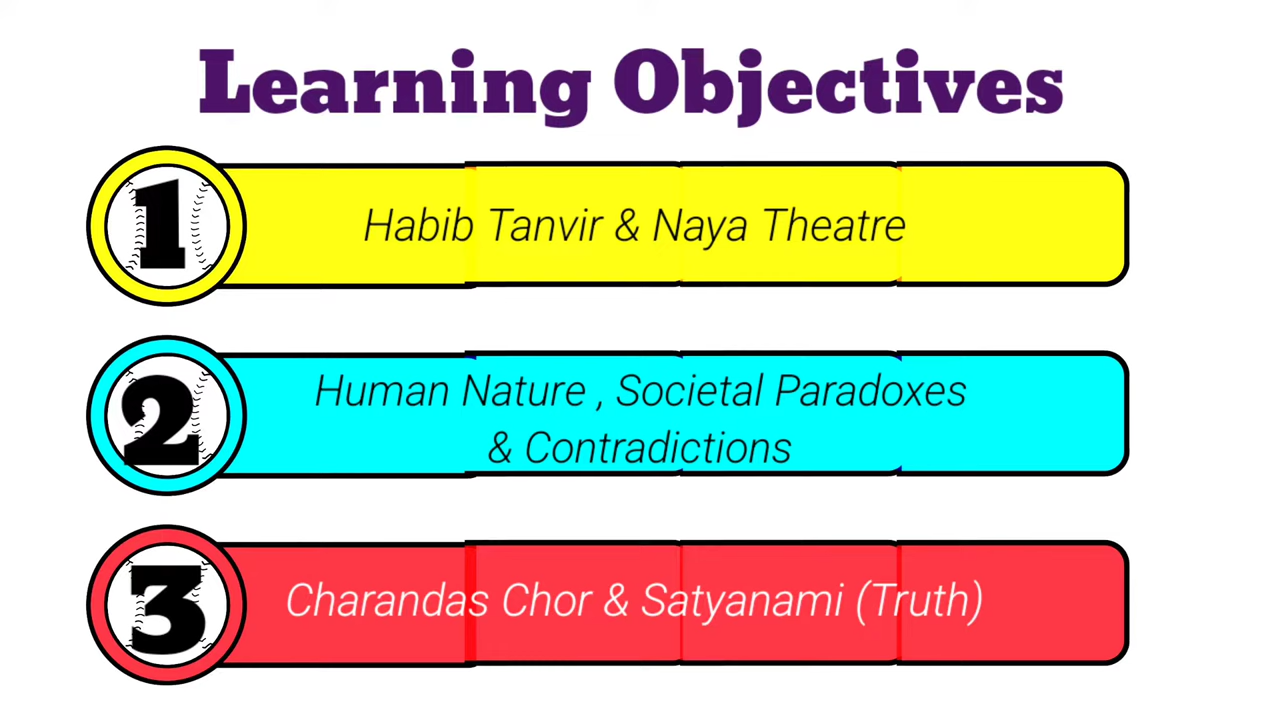 Learning Objectives
1
Habib Tanvir & Naya Theatre
2
Human Nature , Societal Paradoxes
& Contradictions
3
Charandas Chor & Satyanami (Truth)